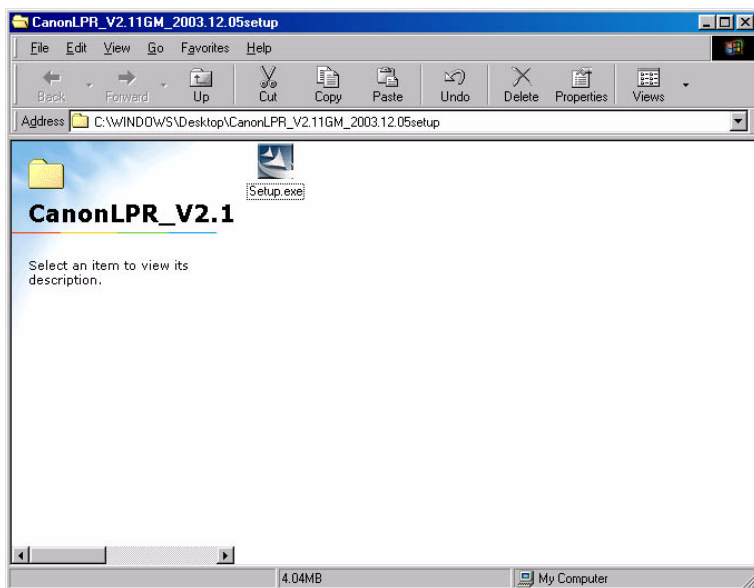 CanonLPR_V2.11GM_2003.12.05setup
File Edit View Go Favorites Help
Back Forward Up Cut Copy Paste Undo Delete Properties Views
Address C:\WINDOWS\Desktop\CanonLPR_V2.11GM_2003.12.05setup
Setup.exe
CanonLPR_V2.1
Select an item to view its
description.
4.04MB My Computer